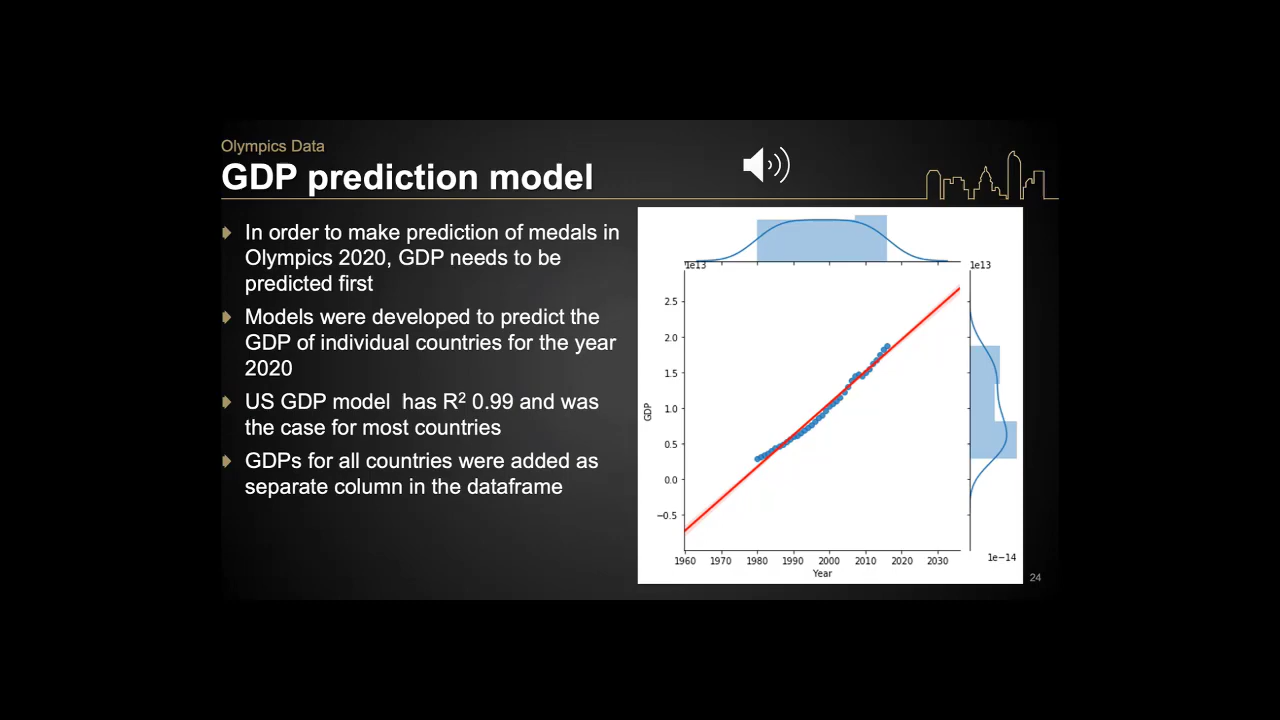 Olympics Data
GDP prediction model
In order to make prediction of medals in
Olympics 2020, GDP needs to be
predicted first
Models were developed to predict the
GDP of individual countries for the year
2020
US GDP model  has R² 0.99 and was
the case for most countries
GDPs for all countries were added as
separate column in the dataframe
1e13
1e13
2.5
2.0
1.5
1.0
0.5
0.0
−0.5
GDP
1e−14
1960 1970 1980 1990 2000 2010 2020 2030
Year
24